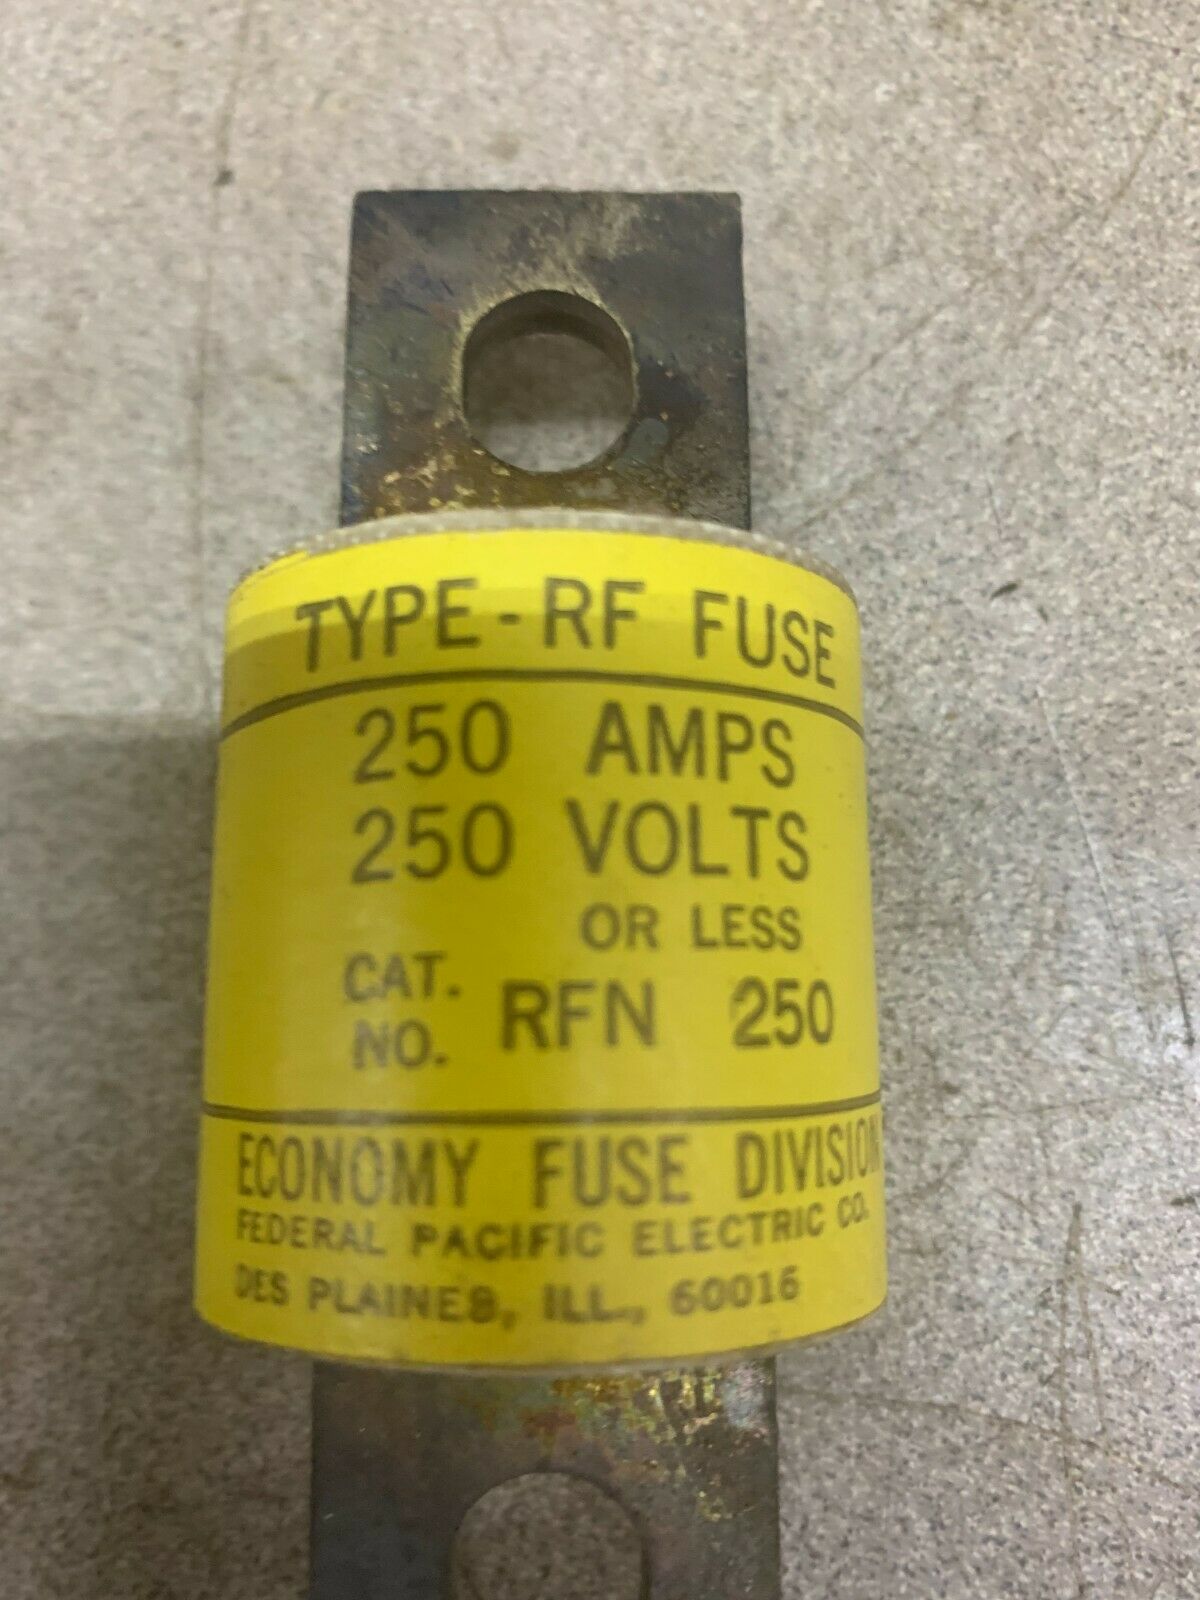 TYPE-RF FUSE
250 AMPS
250 VOLTS
OR LESS
CAT. NO. RFN 250
ECONOMY FUSE DIVISION
FEDERAL PACIFIC ELECTRIC CO.
DES PLAINES, ILL., 60016